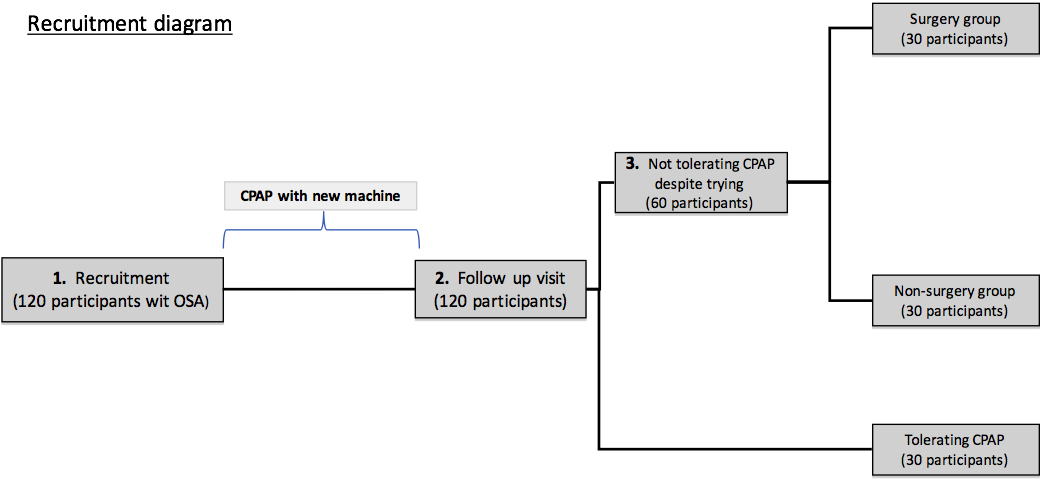 Recruitment diagram
Surgery group
(30 participants)
3. Not tolerating CPAP
despite trying
(60 participants)
CPAP with new machine
1. Recruitment
(120 participants wit OSA)
2. Follow up visit
(120 participants)
Non-surgery group
(30 participants)
Tolerating CPAP
(30 participants)